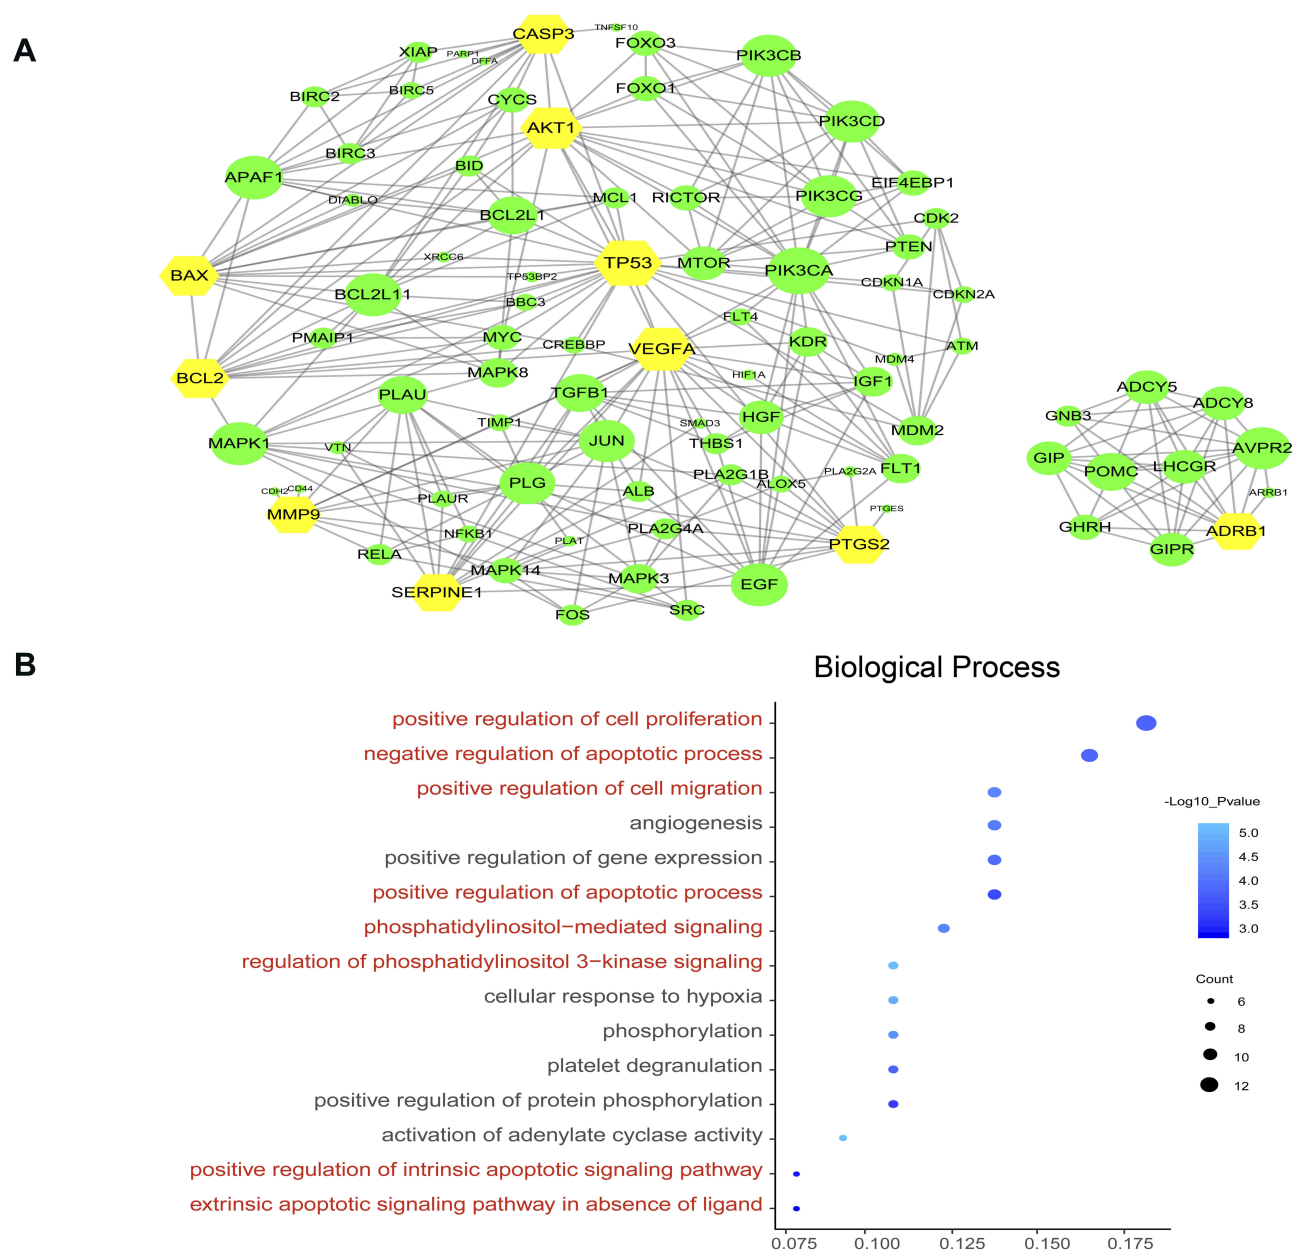 A
CASP3
TNFSF10
FOXO3
XIAP
PARP1
DFFA
PIK3CB
BIRC2
BIRC5
CYCS
FOXO1
AKT1
PIK3CD
BIRC3
BID
APAF1
DIABLO
MCL1
RICTOR
PIK3CG
EIF4EBP1
BCL2L1
CDK2
PTEN
XRCC6
TP53
MTOR
PIK3CA
BAX
TP53BP2
CDKN1A
CDKN2A
BCL2L11
BBC3
FLT4
PMAIP1
MYC
CREBBP
VEGFA
KDR
ATM
MDM4
BCL2
MAPK8
HIF1A
IGF1
PLAU
TGFB1
ADCY5
ADCY8
GNB3
HGF
TIMP1
SMAD3
MDM2
MAPK1
VTN
JUN
THBS1
AVPR2
GIP
POMC
LHCGR
PLA2G1B
PLA2G2A
FLT1
ALOX5
PLG
ALB
CDH2
CD44
PLAUR
ARRB1
MMP9
PTGES
GHRH
ADRB1
NFKB1
PLAT
PLA2G4A
PTGS2
GIPR
RELA
MAPK14
MAPK3
EGF
SERPINE1
FOS
SRC
B
Biological Process
positive regulation of cell proliferation
negative regulation of apoptotic process
positive regulation of cell migration
angiogenesis
positive regulation of gene expression
positive regulation of apoptotic process
phosphatidylinositol−mediated signaling
regulation of phosphatidylinositol 3−kinase signaling
cellular response to hypoxia
phosphorylation
platelet degranulation
positive regulation of protein phosphorylation
activation of adenylate cyclase activity
positive regulation of intrinsic apoptotic signaling pathway
extrinsic apoptotic signaling pathway in absence of ligand
0.075 0.100 0.125 0.150 0.175
-Log10_Pvalue
5.0
4.5
4.0
3.5
3.0
Count
6
8
10
12